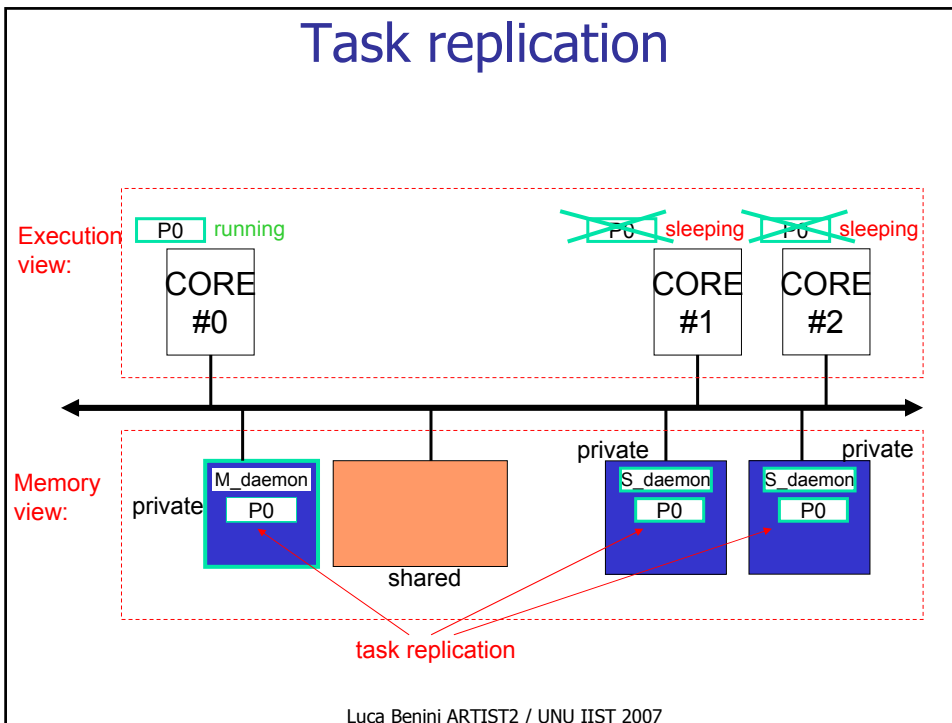 Task replication
Execution view:
P0 running
P0 sleeping
P0 sleeping
CORE #0
CORE #1
CORE #2
Memory view:
private
M_daemon
P0
shared
private
S_daemon
P0
private
S_daemon
P0
task replication
Luca Benini ARTIST2 / UNU IIST 2007